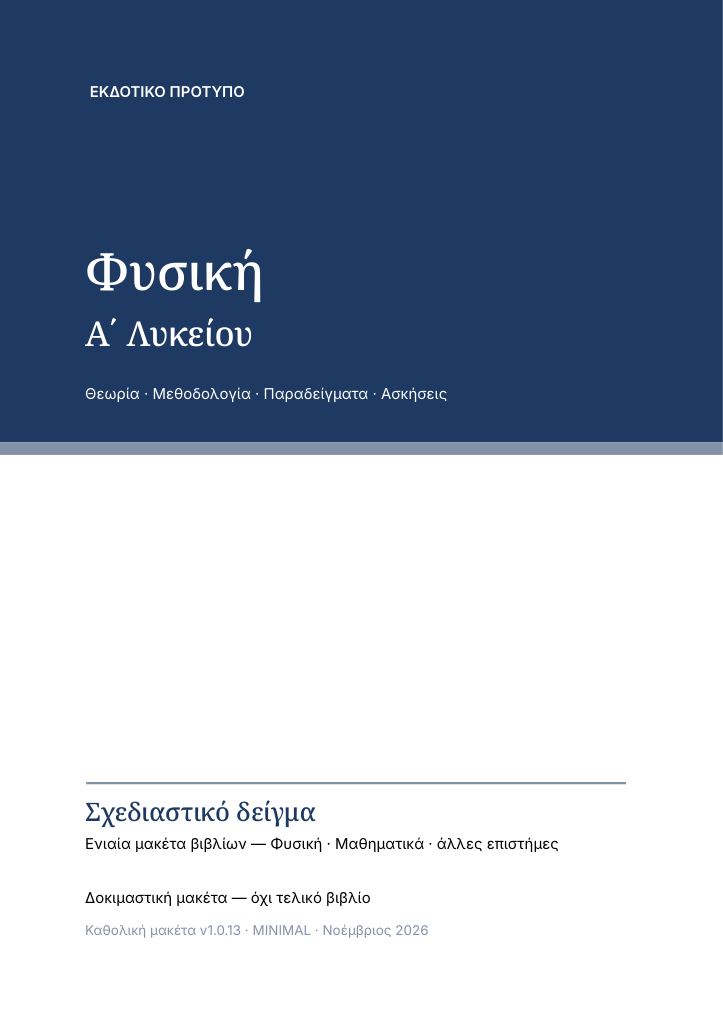 ΕΚΔΟΤΙΚΟ ΠΡΟΤΥΠΟ
Φυσική
Α΄ Λυκείου
Θεωρία · Μεθοδολογία · Παραδείγματα · Ασκήσεις
Σχεδιαστικό δείγμα
Ενιαία μακέτα βιβλίων — Φυσική · Μαθηματικά · άλλες επιστήμες
Δοκιμαστική μακέτα — όχι τελικό βιβλίο
Καθολική μακέτα v1.0.13 · MINIMAL · Νοέμβριος 2026